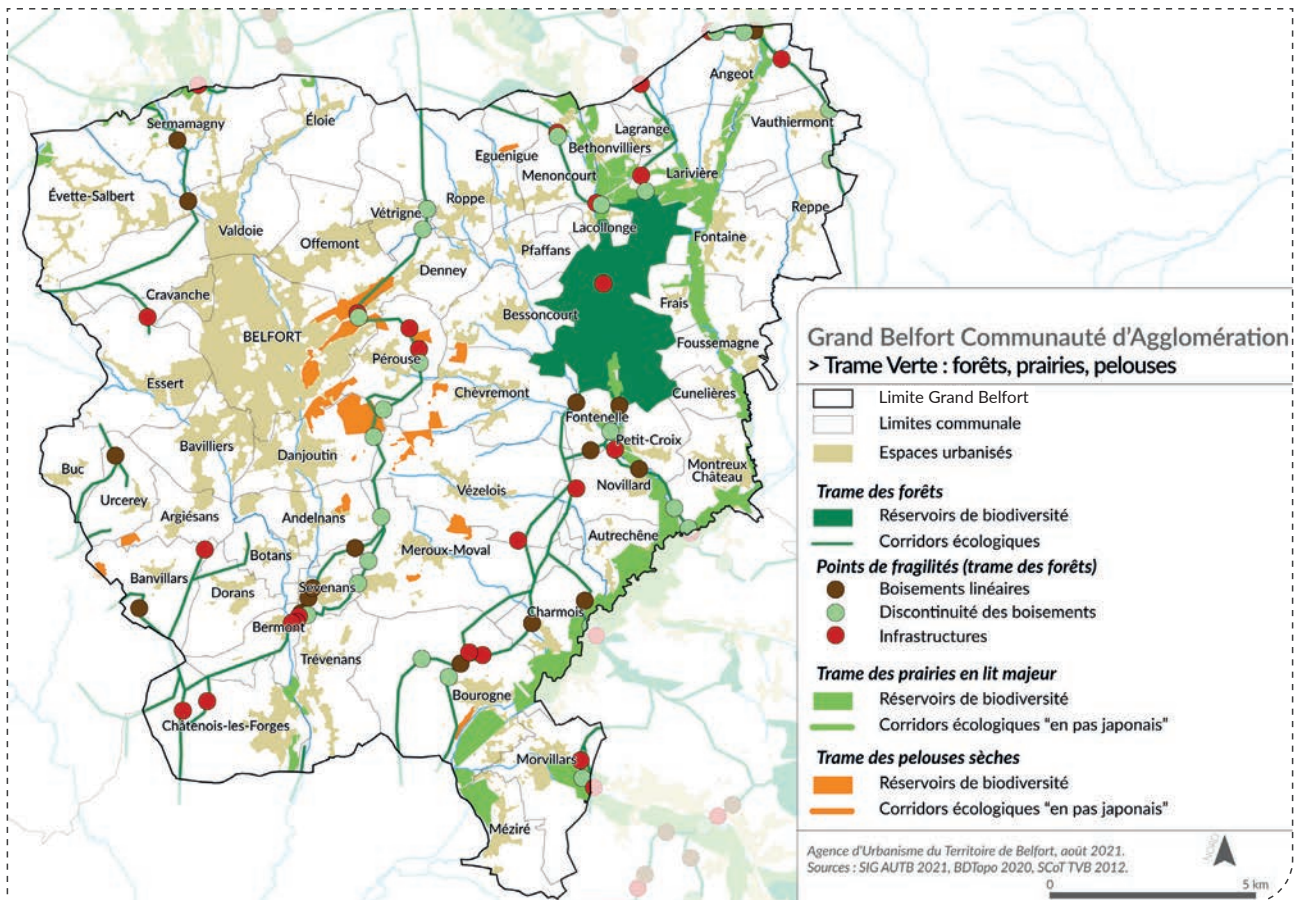 Angeot
Sermamagny
Éloie
Vauthiermont
Lagrange
Bethonvilliers
Eguenigue
Menoncourt
Larivière
Évette-Salbert
Roppe
Vétrigne
Reppe
Valdoie
Offemont
Lacollonge
Fontaine
Pfaffans
Denney
Cravanche
Frais
Bessoncourt
BELFORT
Foussemagne
Pérouse
Essert
Chèvremont
Cunelières
Fontenelle
Petit-Croix
Bavilliers
Danjoutin
Buc
Montreux
Château
Novillard
Vézelois
Urcerey
Argiésans
Andelnans
Autrechêne
Botans
Meroux-Moval
Banvillars
Dorans
Sévenans
Charmois
Bermont
Trévenans
Bourogne
Châtenois-les-Forges
Morvillars
Méziré
Grand Belfort Communauté d'Agglomération
> Trame Verte : forêts, prairies, pelouses
Limite Grand Belfort
Limites communale
Espaces urbanisés
Trame des forêts
Réservoirs de biodiversité
Corridors écologiques
Points de fragilités (trame des forêts)
Boisements linéaires
Discontinuité des boisements
Infrastructures
Trame des prairies en lit majeur
Réservoirs de biodiversité
Corridors écologiques "en pas japonais"
Trame des pelouses sèches
Réservoirs de biodiversité
Corridors écologiques "en pas japonais"
Agence d'Urbanisme du Territoire de Belfort, août 2021.
Sources : SIG AUTB 2021, BDTopo 2020, SCoT TVB 2012.
NORD
0 5 km